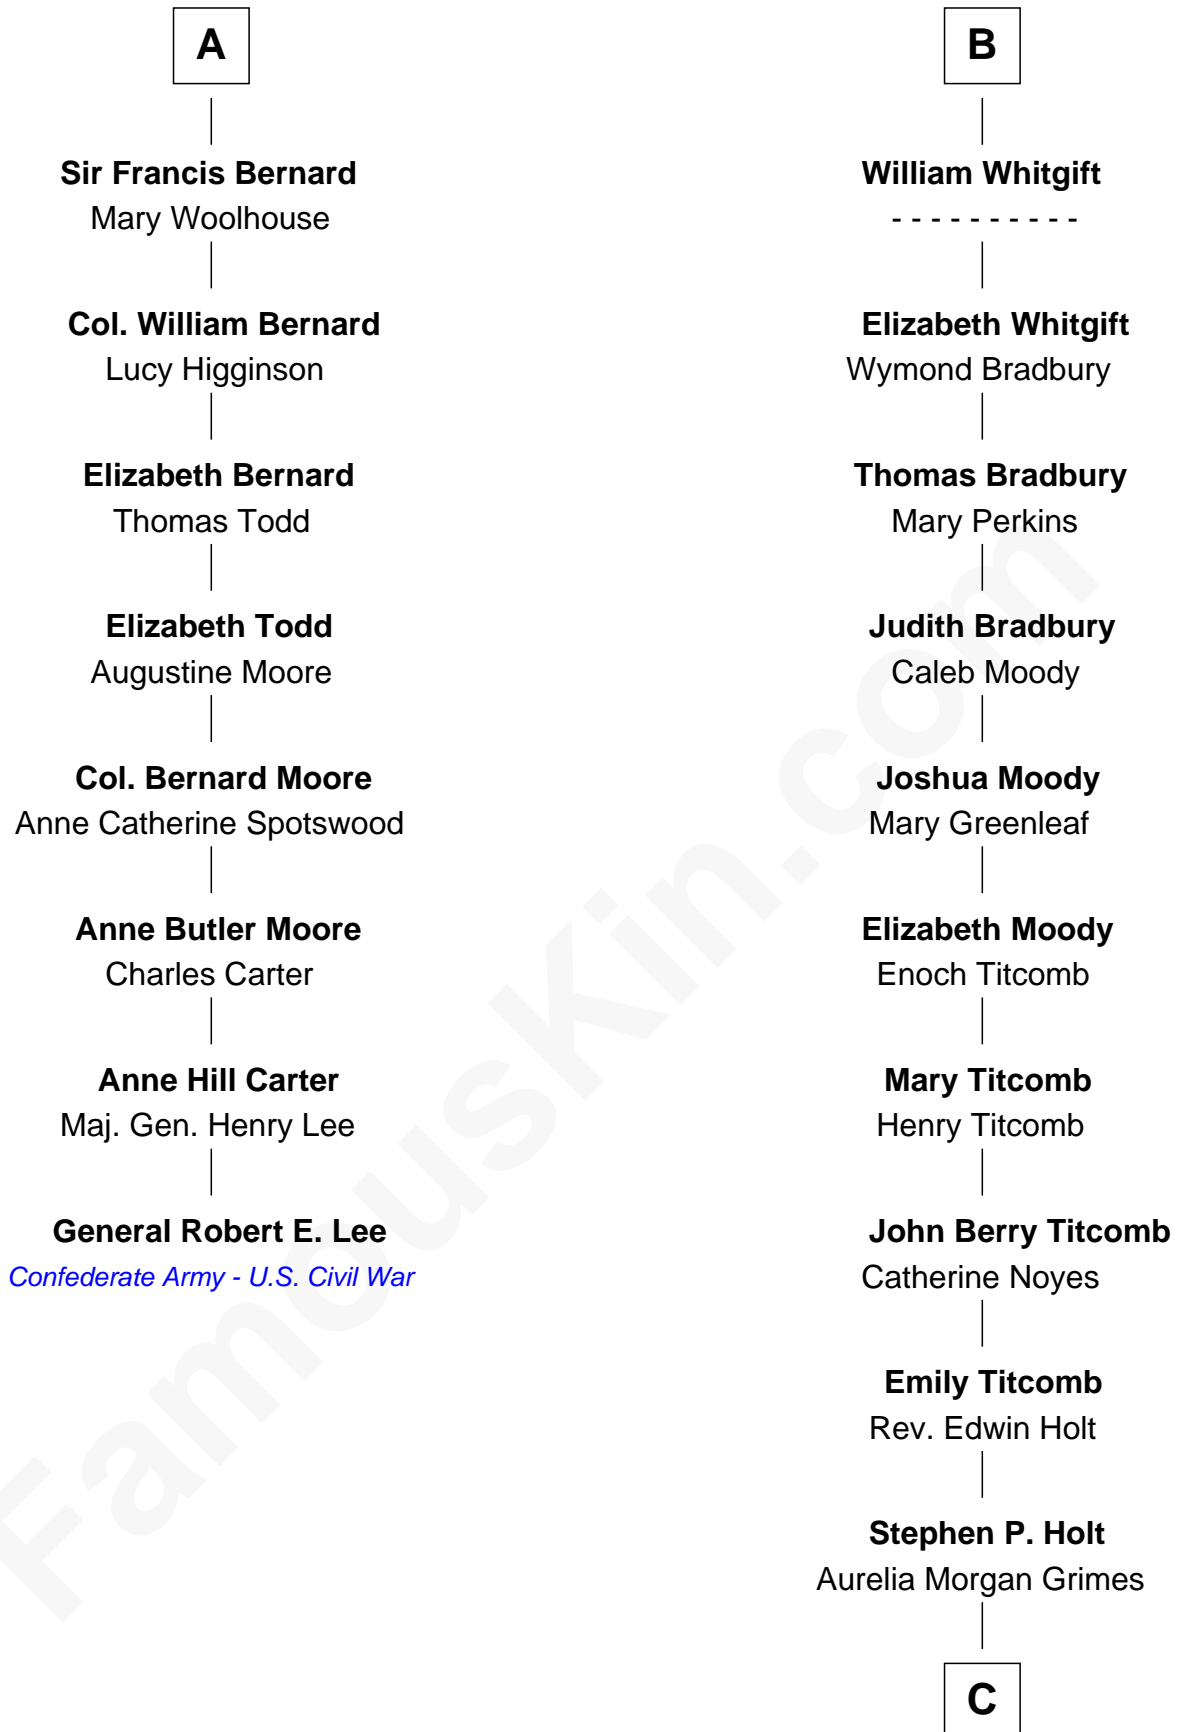 A
Sir Francis Bernard
Mary Woolhouse
Col. William Bernard
Lucy Higginson
Elizabeth Bernard
Thomas Todd
Elizabeth Todd
Augustine Moore
Col. Bernard Moore
Anne Catherine Spotswood
Anne Butler Moore
Charles Carter
Anne Hill Carter
Maj. Gen. Henry Lee
General Robert E. Lee
Confederate Army - U.S. Civil War
B
William Whitgift
- - - - - - - - - -
Elizabeth Whitgift
Wymond Bradbury
Thomas Bradbury
Mary Perkins
Judith Bradbury
Caleb Moody
Joshua Moody
Mary Greenleaf
Elizabeth Moody
Enoch Titcomb
Mary Titcomb
Henry Titcomb
John Berry Titcomb
Catherine Noyes
Emily Titcomb
Rev. Edwin Holt
Stephen P. Holt
Aurelia Morgan Grimes
C
FamousKin.com